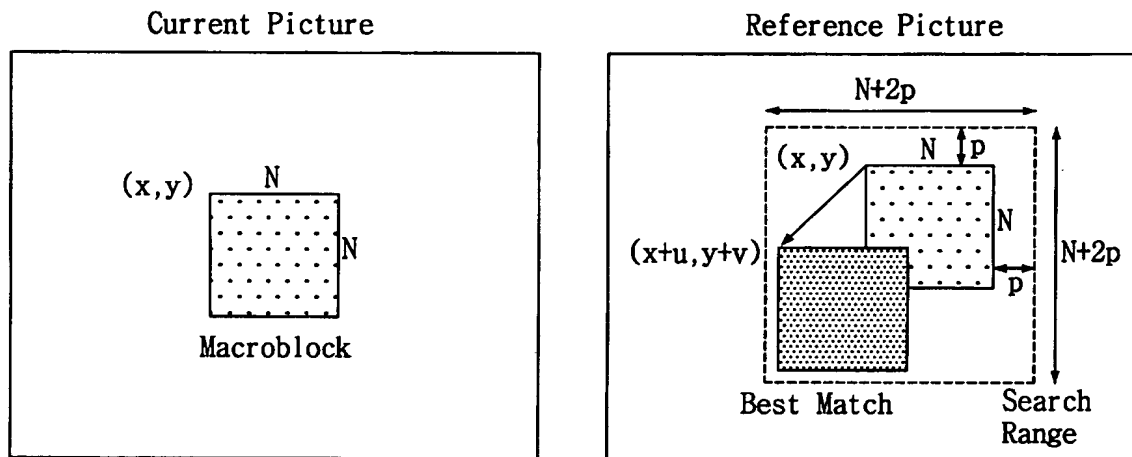 Current Picture
(x,y)
N
N
Macroblock
Reference Picture
N+2p
(x,y)
N
p
N
(x+u,y+v)
N+2p
p
Best Match
Search
Range